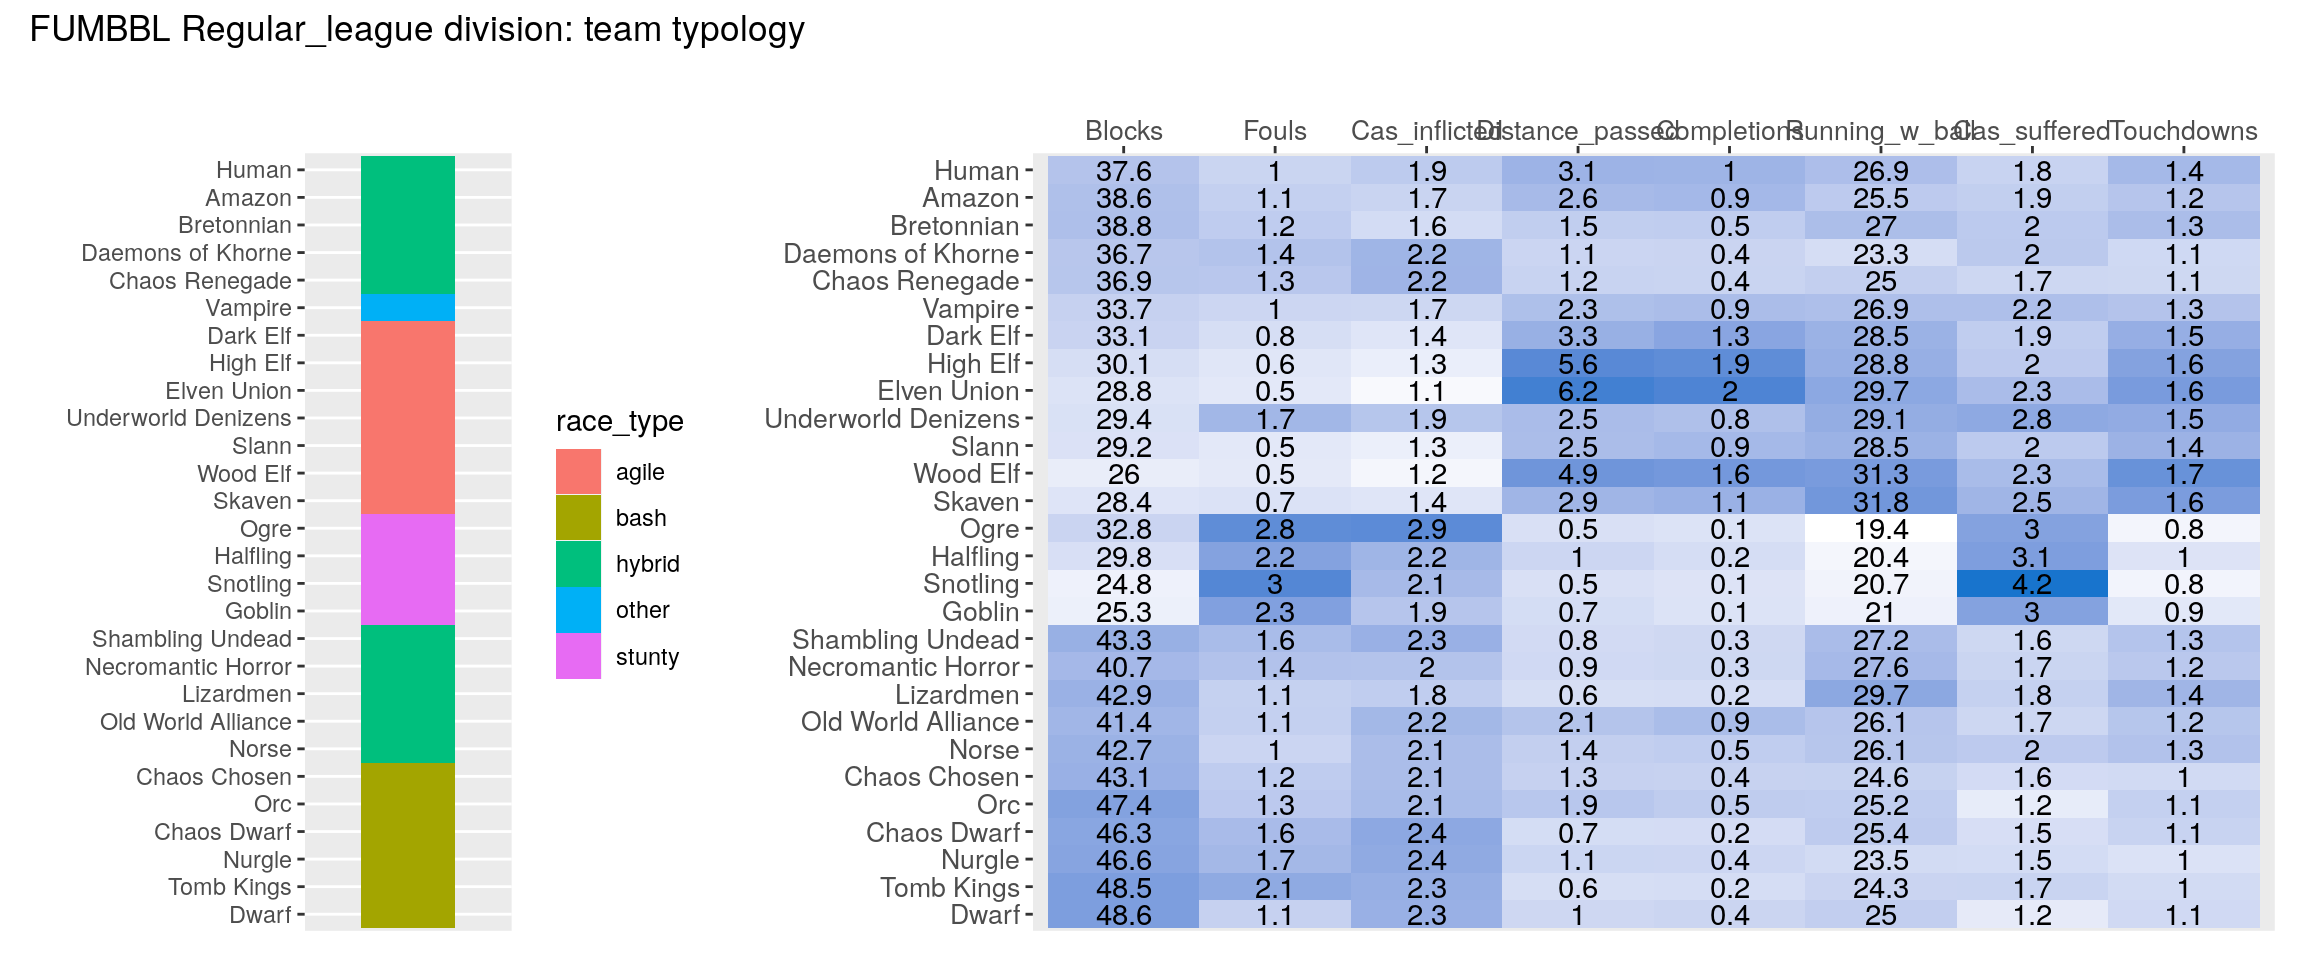 FUMBBL Regular_league division: team typology
Human
Amazon
Bretonnian
Daemons of Khorne
Chaos Renegade
Vampire
Dark Elf
High Elf
Elven Union
Underworld Denizens
Slann
Wood Elf
Skaven
Ogre
Halfling
Snotling
Goblin
Shambling Undead
Necromantic Horror
Lizardmen
Old World Alliance
Norse
Chaos Chosen
Orc
Chaos Dwarf
Nurgle
Tomb Kings
Dwarf
race_type
agile
bash
hybrid
other
stunty
Blocks Fouls Cas_inflicted Distance_passed Completions Running_w_ball Cas_suffered Touchdowns
Human 37.6 1 1.9 3.1 1 26.9 1.8 1.4
Amazon 38.6 1.1 1.7 2.6 0.9 25.5 1.9 1.2
Bretonnian 38.8 1.2 1.6 1.5 0.5 27 2 1.3
Daemons of Khorne 36.7 1.4 2.2 1.1 0.4 23.3 2 1.1
Chaos Renegade 36.9 1.3 2.2 1.2 0.4 25 1.7 1.1
Vampire 33.7 1 1.7 2.3 0.9 26.9 2.2 1.3
Dark Elf 33.1 0.8 1.4 3.3 1.3 28.5 1.9 1.5
High Elf 30.1 0.6 1.3 5.6 1.9 28.8 2 1.6
Elven Union 28.8 0.5 1.1 6.2 2 29.7 2.3 1.6
Underworld Denizens 29.4 1.7 1.9 2.5 0.8 29.1 2.8 1.5
Slann 29.2 0.5 1.3 2.5 0.9 28.5 2 1.4
Wood Elf 26 0.5 1.2 4.9 1.6 31.3 2.3 1.7
Skaven 28.4 0.7 1.4 2.9 1.1 31.8 2.5 1.6
Ogre 32.8 2.8 2.9 0.5 0.1 19.4 3 0.8
Halfling 29.8 2.2 2.2 1 0.2 20.4 3.1 1
Snotling 24.8 3 2.1 0.5 0.1 20.7 4.2 0.8
Goblin 25.3 2.3 1.9 0.7 0.1 21 3 0.9
Shambling Undead 43.3 1.6 2.3 0.8 0.3 27.2 1.6 1.3
Necromantic Horror 40.7 1.4 2 0.9 0.3 27.6 1.7 1.2
Lizardmen 42.9 1.1 1.8 0.6 0.2 29.7 1.8 1.4
Old World Alliance 41.4 1.1 2.2 2.1 0.9 26.1 1.7 1.2
Norse 42.7 1 2.1 1.4 0.5 26.1 2 1.3
Chaos Chosen 43.1 1.2 2.1 1.3 0.4 24.6 1.6 1
Orc 47.4 1.3 2.1 1.9 0.5 25.2 1.2 1.1
Chaos Dwarf 46.3 1.6 2.4 0.7 0.2 25.4 1.5 1.1
Nurgle 46.6 1.7 2.4 1.1 0.4 23.5 1.5 1
Tomb Kings 48.5 2.1 2.3 0.6 0.2 24.3 1.7 1
Dwarf 48.6 1.1 2.3 1 0.4 25 1.2 1.1